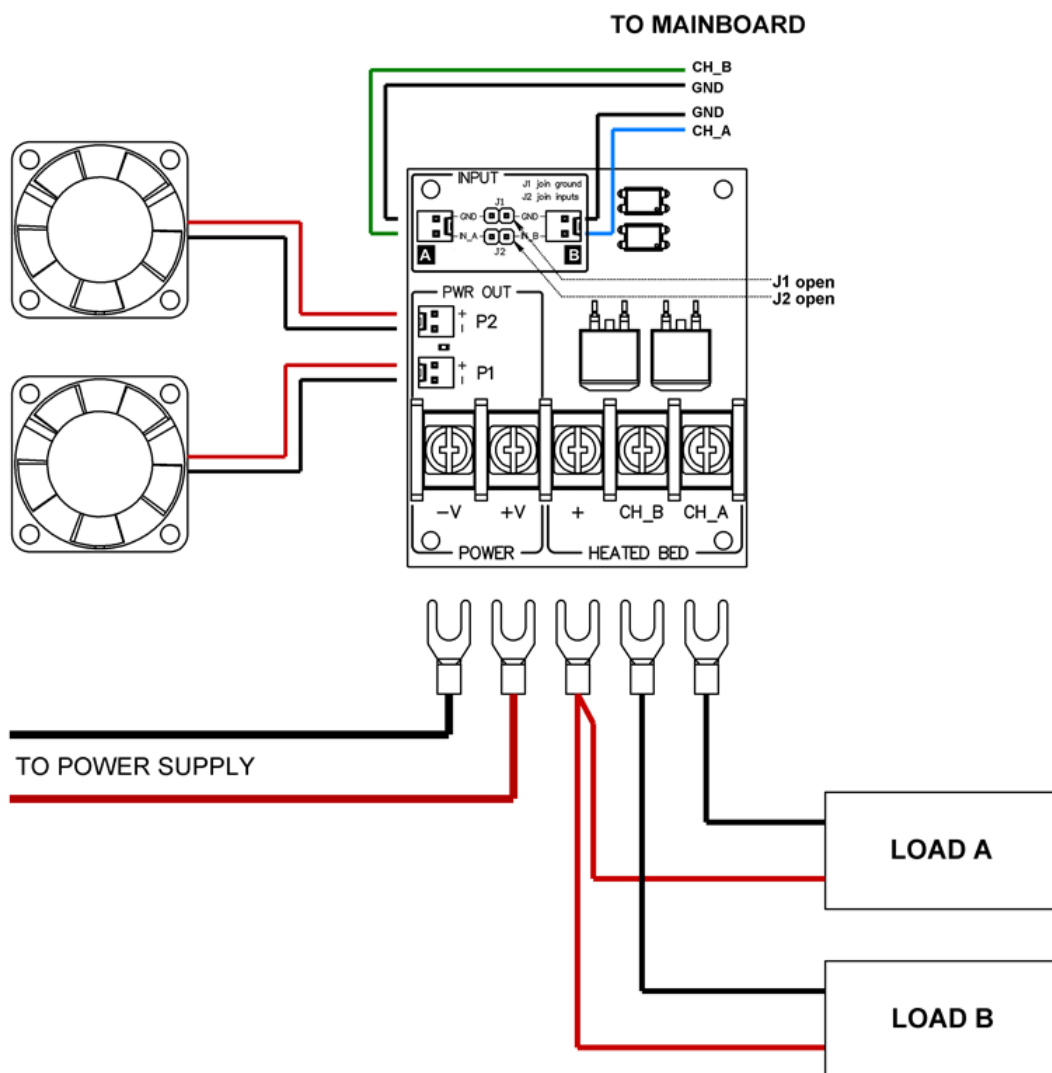 TO MAINBOARD
CH_B
GND
GND
CH_A
INPUT
J1 join ground
J2 join inputs
J1
GND
GND
IN_A
IN_B
J2
A
B
J1 open
J2 open
PWR OUT
+
P2
-
+
P1
-
-V
+V
+
CH_B
CH_A
POWER
HEATED BED
TO POWER SUPPLY
LOAD A
LOAD B